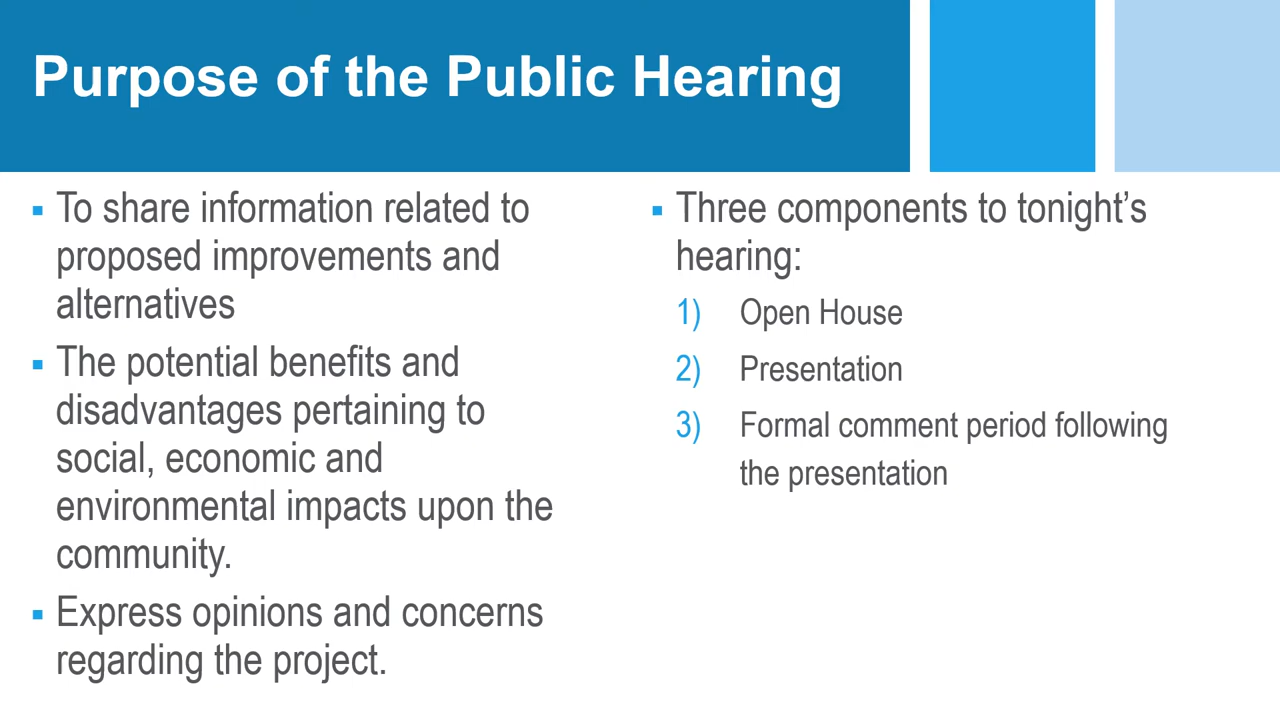 Purpose of the Public Hearing
▪ To share information related to
proposed improvements and
alternatives
▪ The potential benefits and
disadvantages pertaining to
social, economic and
environmental impacts upon the
community.
▪ Express opinions and concerns
regarding the project.
▪ Three components to tonight’s
hearing:
1) Open House
2) Presentation
3) Formal comment period following
the presentation